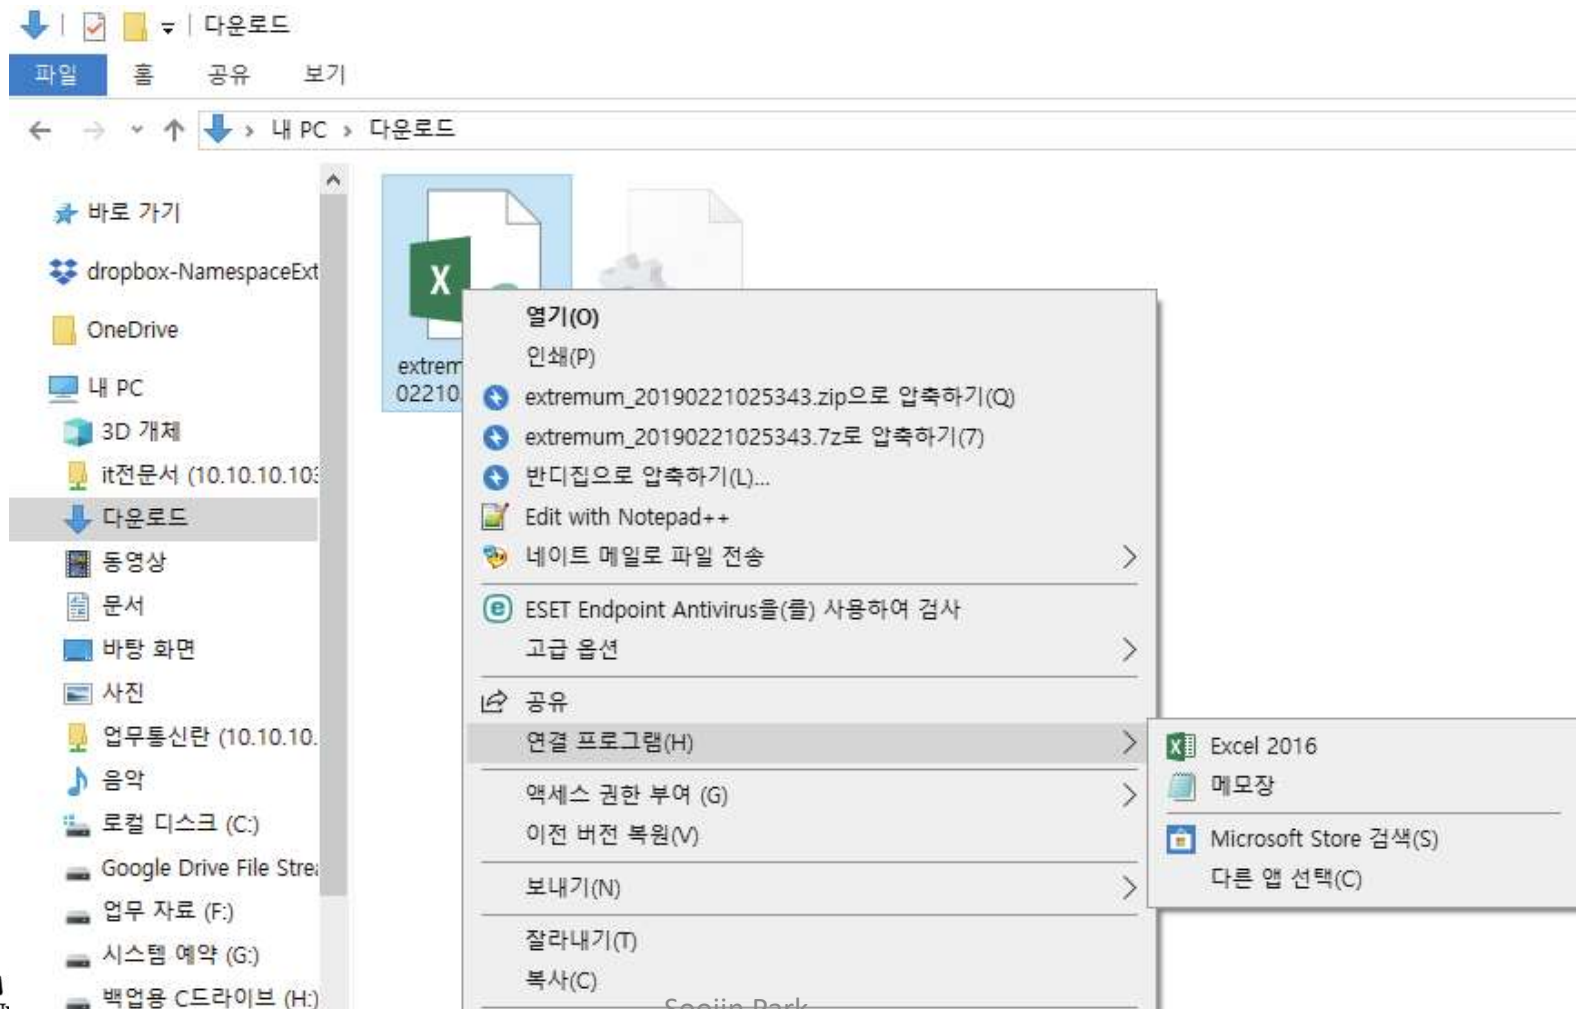 다운로드
파일 홈 공유 보기
내 PC > 다운로드
바로 가기
dropbox-NamespaceExt
OneDrive
내 PC
3D 개체
it전문서 (10.10.10.103
다운로드
동영상
문서
바탕 화면
사진
업무통신란 (10.10.10.
음악
로컬 디스크 (C:)
Google Drive File Strea
업무 자료 (F:)
시스템 예약 (G:)
백업용 C드라이브 (H:)
X
extrem
02210
열기(O)
인쇄(P)
extremum_20190221025343.zip으로 압축하기(Q)
extremum_20190221025343.7z로 압축하기(7)
반디집으로 압축하기(L)...
Edit with Notepad++
네이트 메일로 파일 전송
ESET Endpoint Antivirus을(를) 사용하여 검사
고급 옵션
공유
연결 프로그램(H)
액세스 권한 부여 (G)
이전 버전 복원(V)
보내기(N)
잘라내기(T)
복사(C)
Excel 2016
메모장
Microsoft Store 검색(S)
다른 앱 선택(C)
Soojin Park